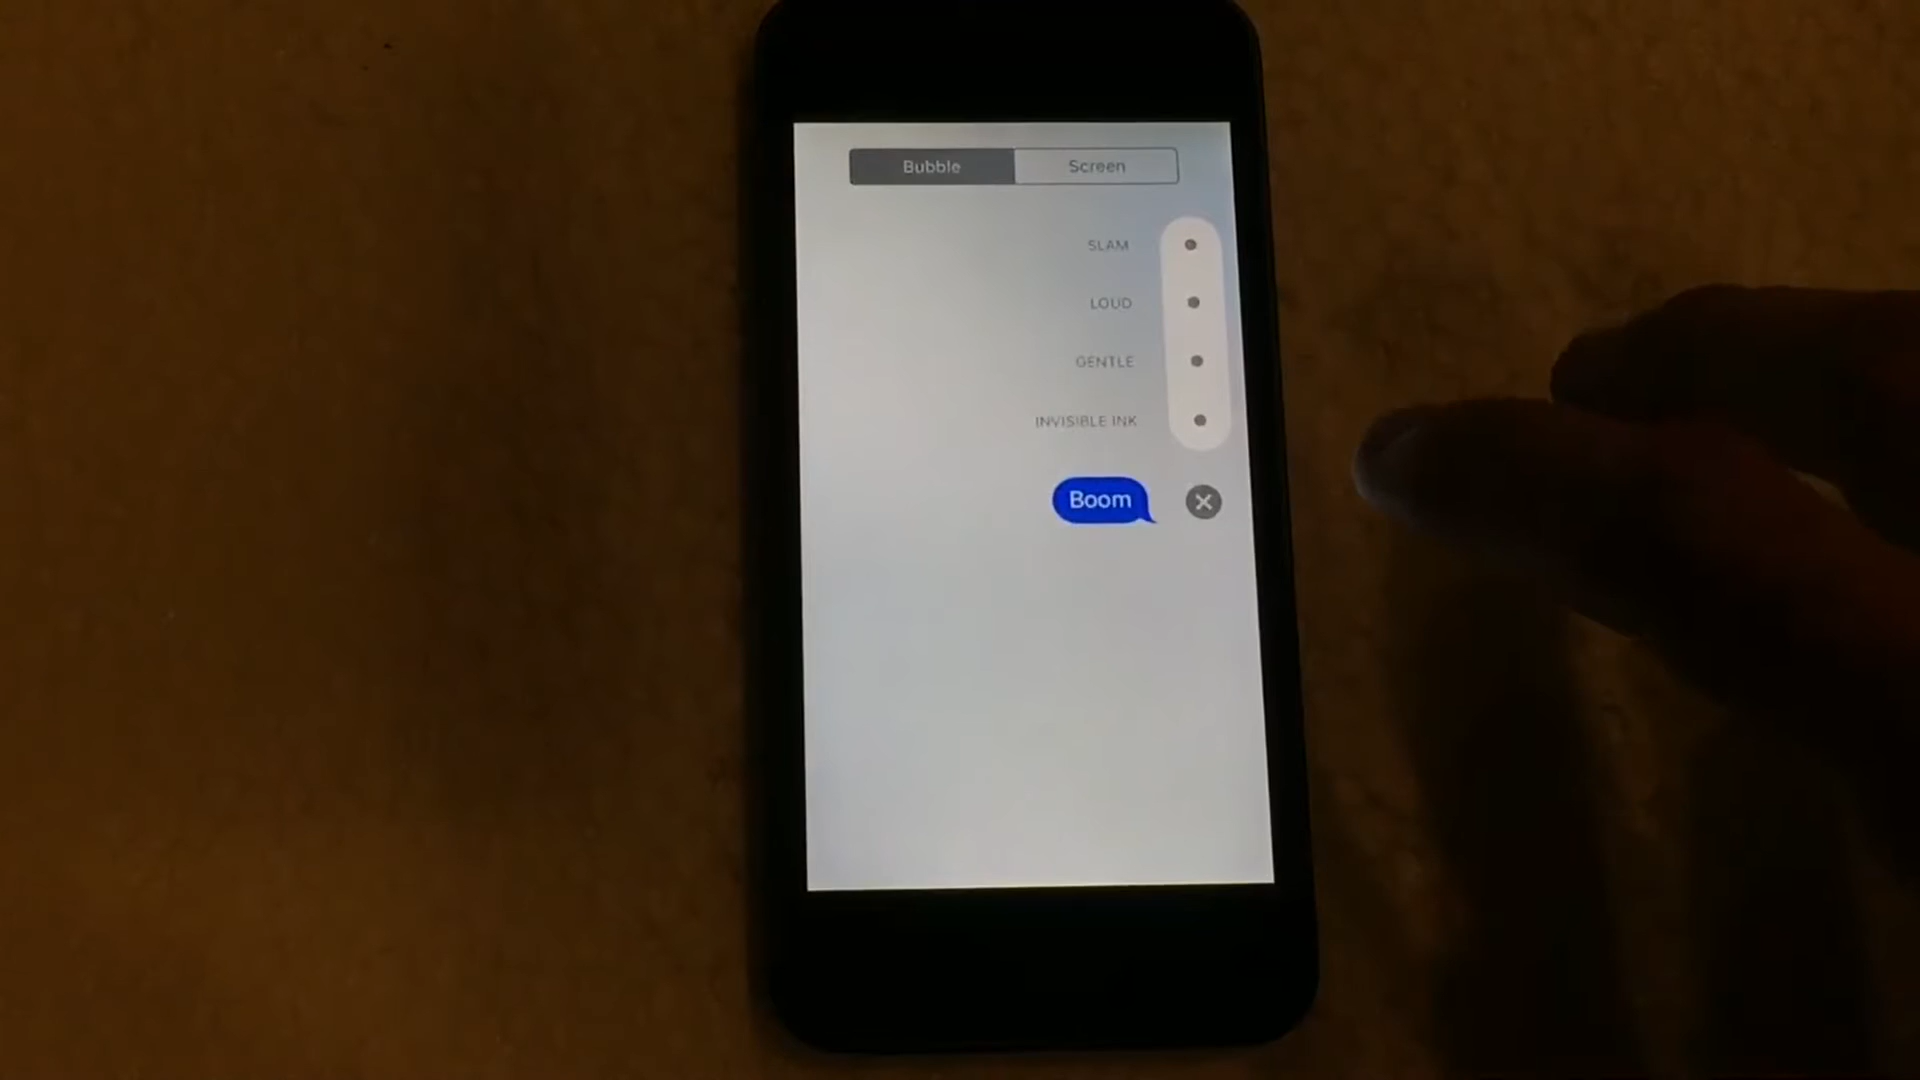 Bubble Screen
SLAM
LOUD
GENTLE
INVISIBLE INK
Boom